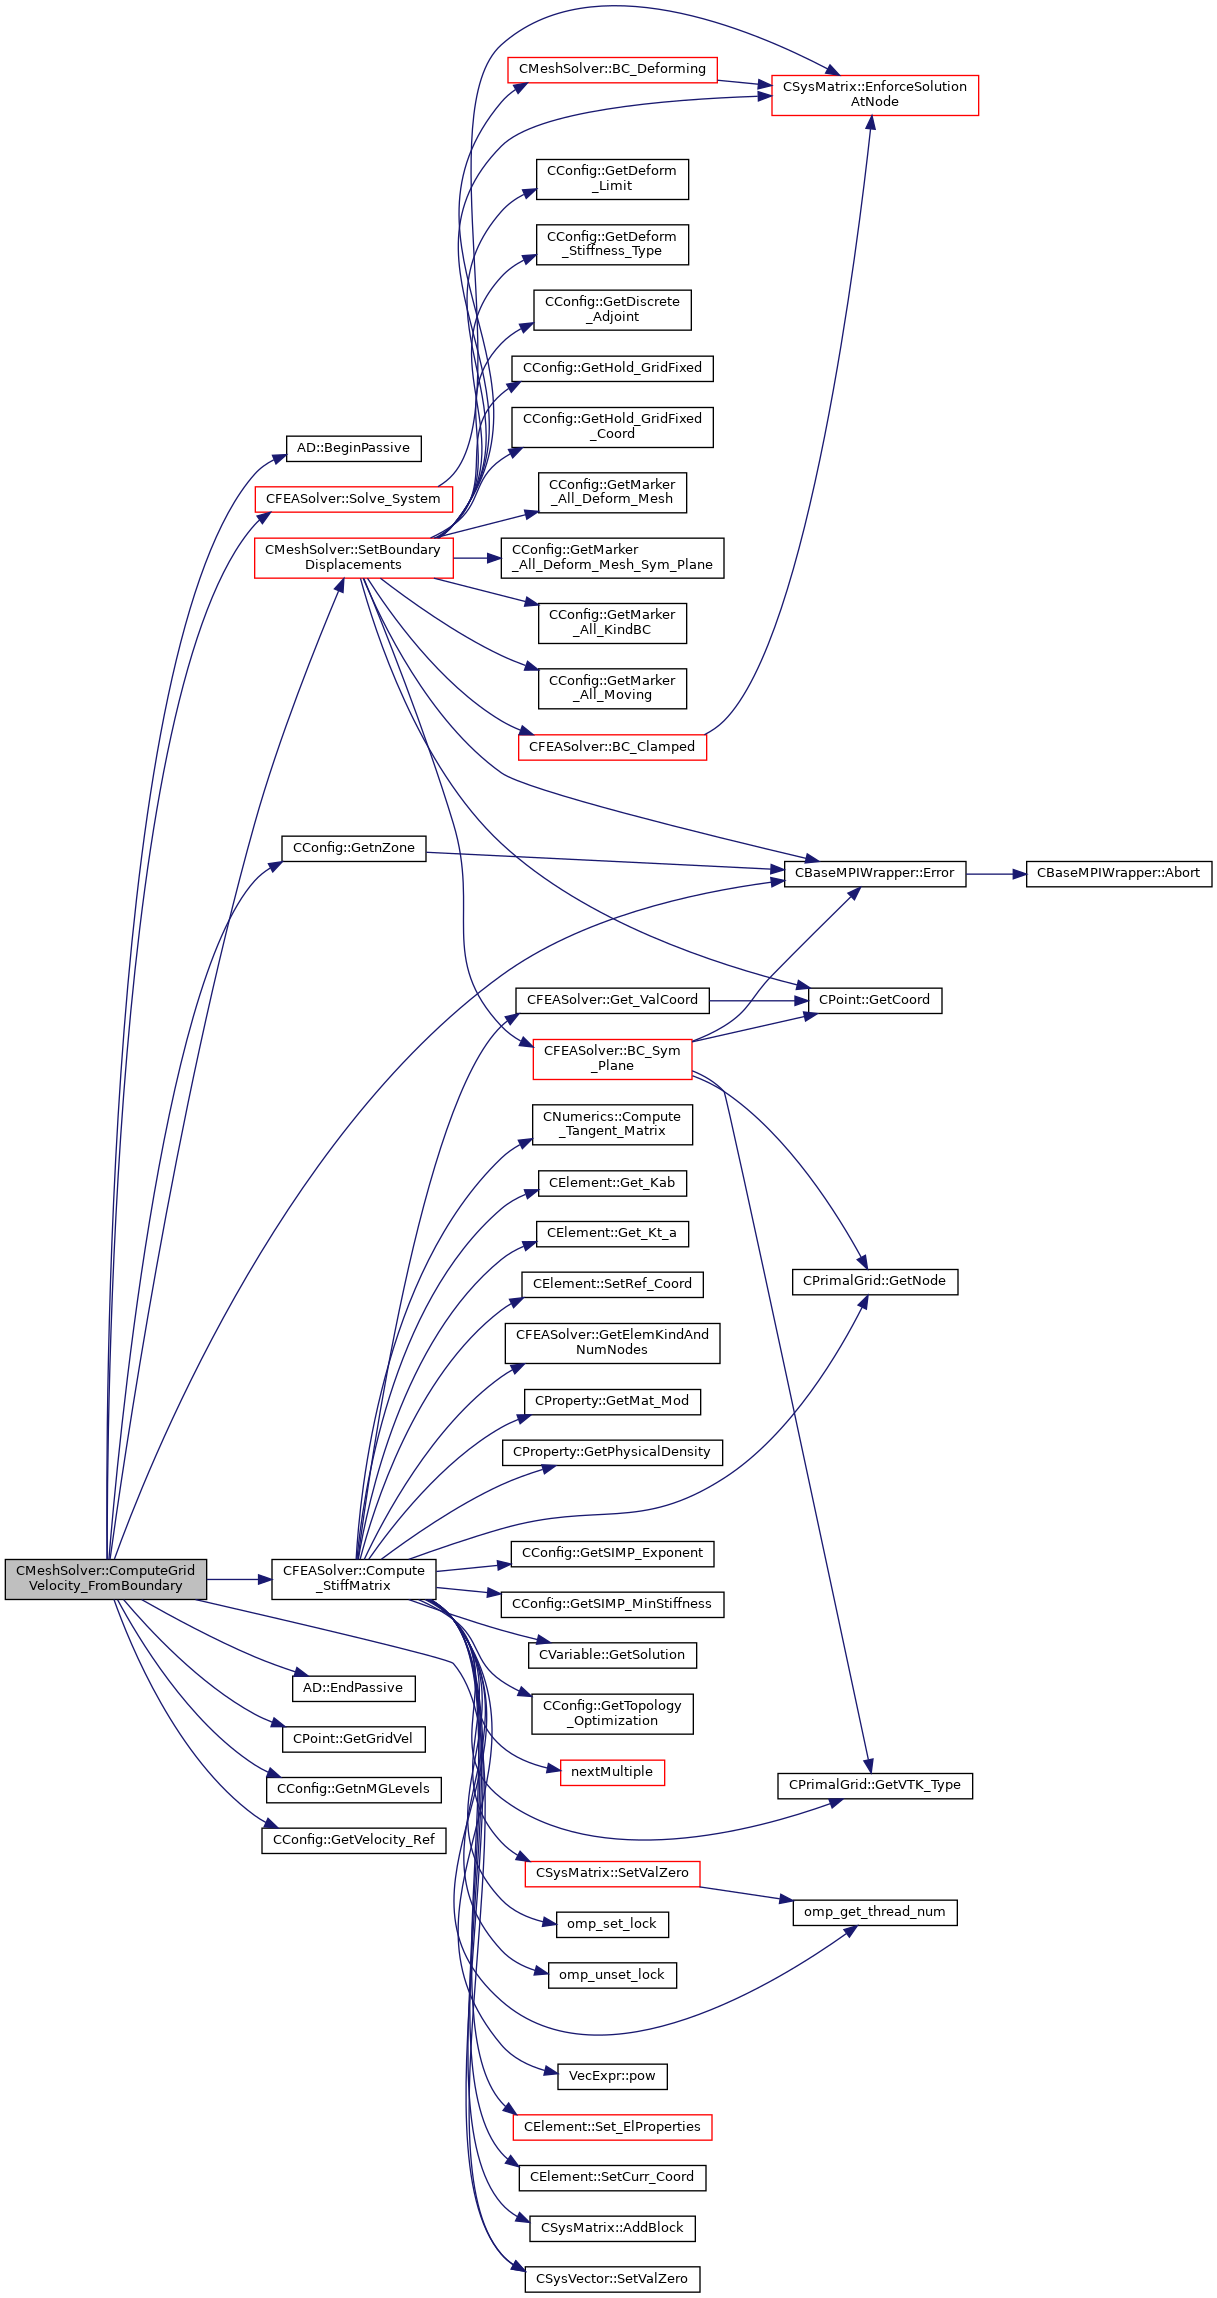 CMeshSolver::BC_Deforming
CSysMatrix::EnforceSolution
AtNode
CConfig::GetDeform
_Limit
CConfig::GetDeform
_Stiffness_Type
CConfig::GetDiscrete
_Adjoint
CConfig::GetHold_GridFixed
CConfig::GetHold_GridFixed
_Coord
AD::BeginPassive
CFEASolver::Solve_System
CConfig::GetMarker
_All_Deform_Mesh
CMeshSolver::SetBoundary
Displacements
CConfig::GetMarker
_All_Deform_Mesh_Sym_Plane
CConfig::GetMarker
_All_KindBC
CConfig::GetMarker
_All_Moving
CFEASolver::BC_Clamped
CConfig::GetnZone
CBaseMPIWrapper::Error
CBaseMPIWrapper::Abort
CFEASolver::Get_ValCoord
CPoint::GetCoord
CFEASolver::BC_Sym
_Plane
CNumerics::Compute
_Tangent_Matrix
CElement::Get_Kab
CElement::Get_Kt_a
CElement::SetRef_Coord
CPrimalGrid::GetNode
CFEASolver::GetElemKindAnd
NumNodes
CProperty::GetMat_Mod
CProperty::GetPhysicalDensity
CMeshSolver::ComputeGrid
Velocity_FromBoundary
CFEASolver::Compute
_StiffMatrix
CConfig::GetSIMP_Exponent
CConfig::GetSIMP_MinStiffness
CVariable::GetSolution
AD::EndPassive
CConfig::GetTopology
_Optimization
CPoint::GetGridVel
nextMultiple
CConfig::GetnMGLevels
CPrimalGrid::GetVTK_Type
CConfig::GetVelocity_Ref
CSysMatrix::SetValZero
omp_get_thread_num
omp_set_lock
omp_unset_lock
VecExpr::pow
CElement::Set_ElProperties
CElement::SetCurr_Coord
CSysMatrix::AddBlock
CSysVector::SetValZero